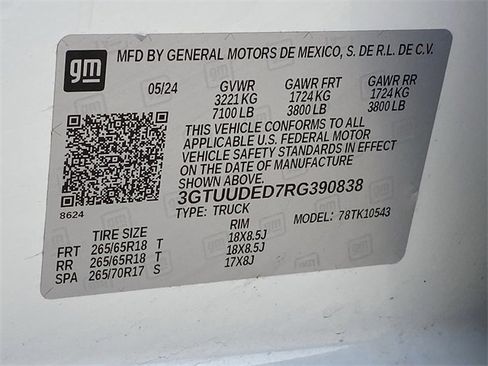 gm
MFD BY GENERAL MOTORS DE MEXICO, S. DE R.L. DE C.V.
05/24 GVWR GAWR FRT GAWR RR
3221 KG 1724 KG 1724 KG
7100 LB 3800 LB 3800 LB
THIS VEHICLE CONFORMS TO ALL
APPLICABLE U.S. FEDERAL MOTOR
VEHICLE SAFETY STANDARDS IN EFFECT
ON THE DATE OF MANUFACTURE
SHOWN ABOVE.
3GTUUDED7RG390838
8624 TYPE: TRUCK MODEL: 78TK10543
TIRE SIZE RIM
FRT 265/65R18 T 18X8.5J
RR 265/65R18 T 18X8.5J
SPA 265/70R17 S 17X8J